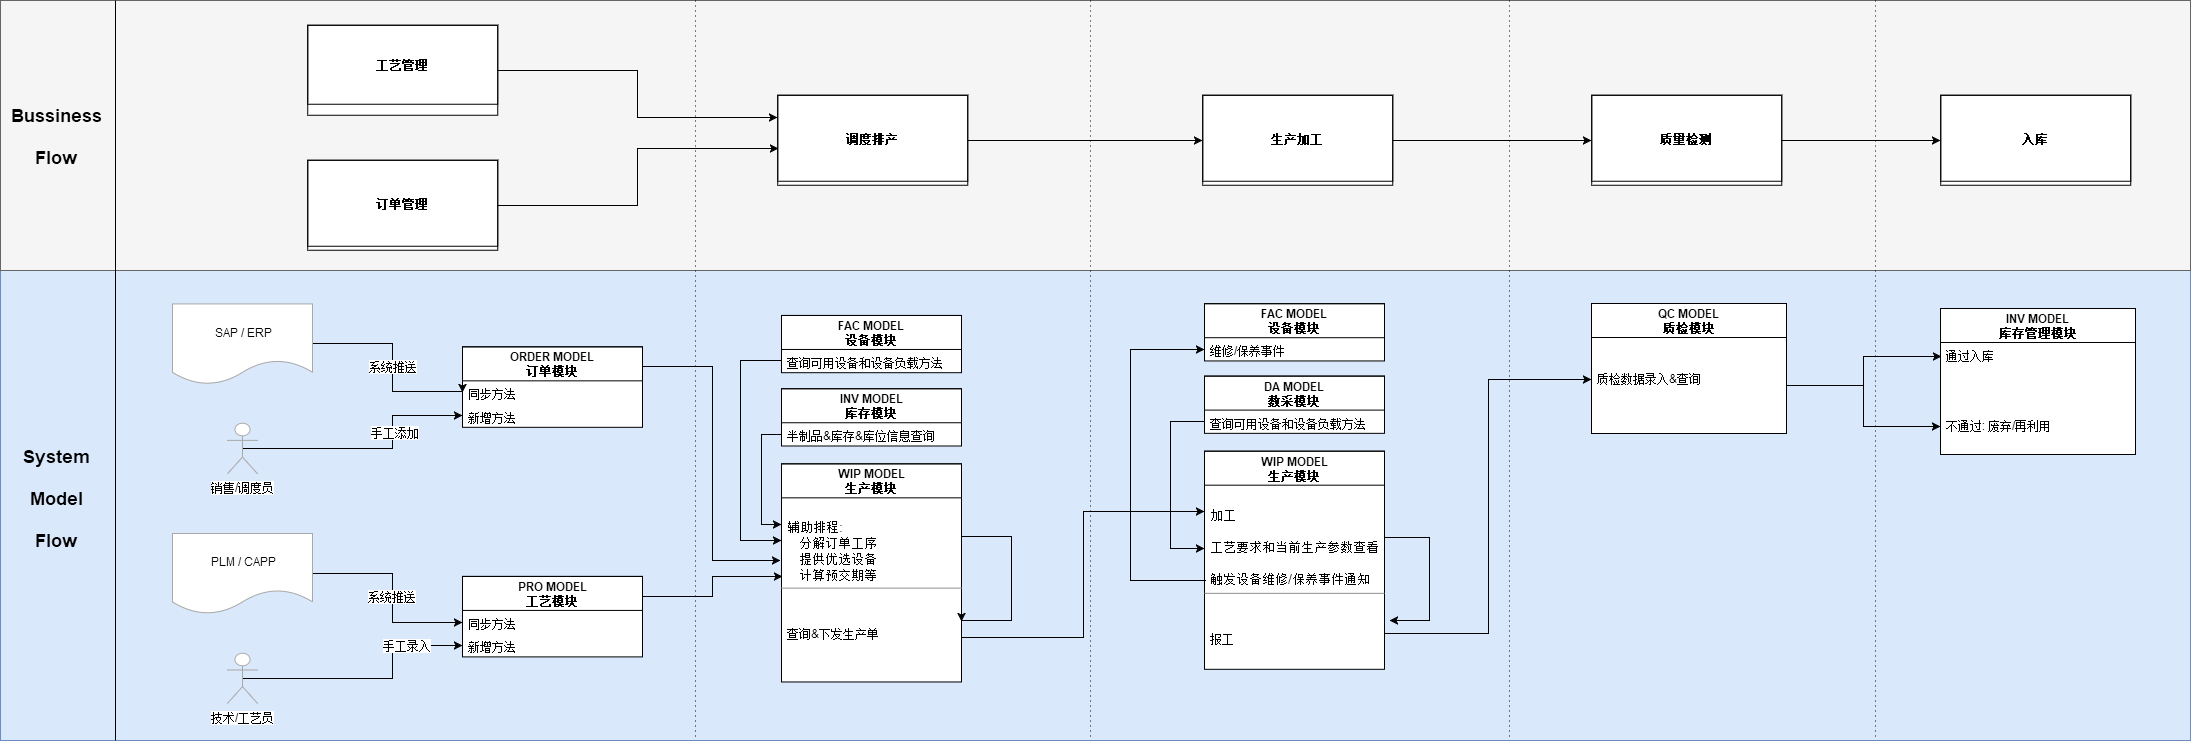 Bussiness
Flow
工艺管理
订单管理
调度排产
生产加工
质量检测
入库
System
Model
Flow
SAP / ERP
系统推送
手工添加
销售/调度员
ORDER MODEL
订单模块
同步方法
新增方法
PLM / CAPP
系统推送
手工录入
技术/工艺员
PRO MODEL
工艺模块
同步方法
新增方法
FAC MODEL
设备模块
查询可用设备和设备负载方法
INV MODEL
库存模块
半制品&库存&库位信息查询
WIP MODEL
生产模块
辅助排程:
分解订单工序
提供优选设备
计算预交期等
查询&下发生产单
FAC MODEL
设备模块
维修/保养事件
DA MODEL
数采模块
查询可用设备和设备负载方法
WIP MODEL
生产模块
加工
工艺要求和当前生产参数查看
触发设备维修/保养事件通知
报工
QC MODEL
质检模块
质检数据录入&查询
INV MODEL
库存管理模块
通过入库
不通过: 废弃/再利用